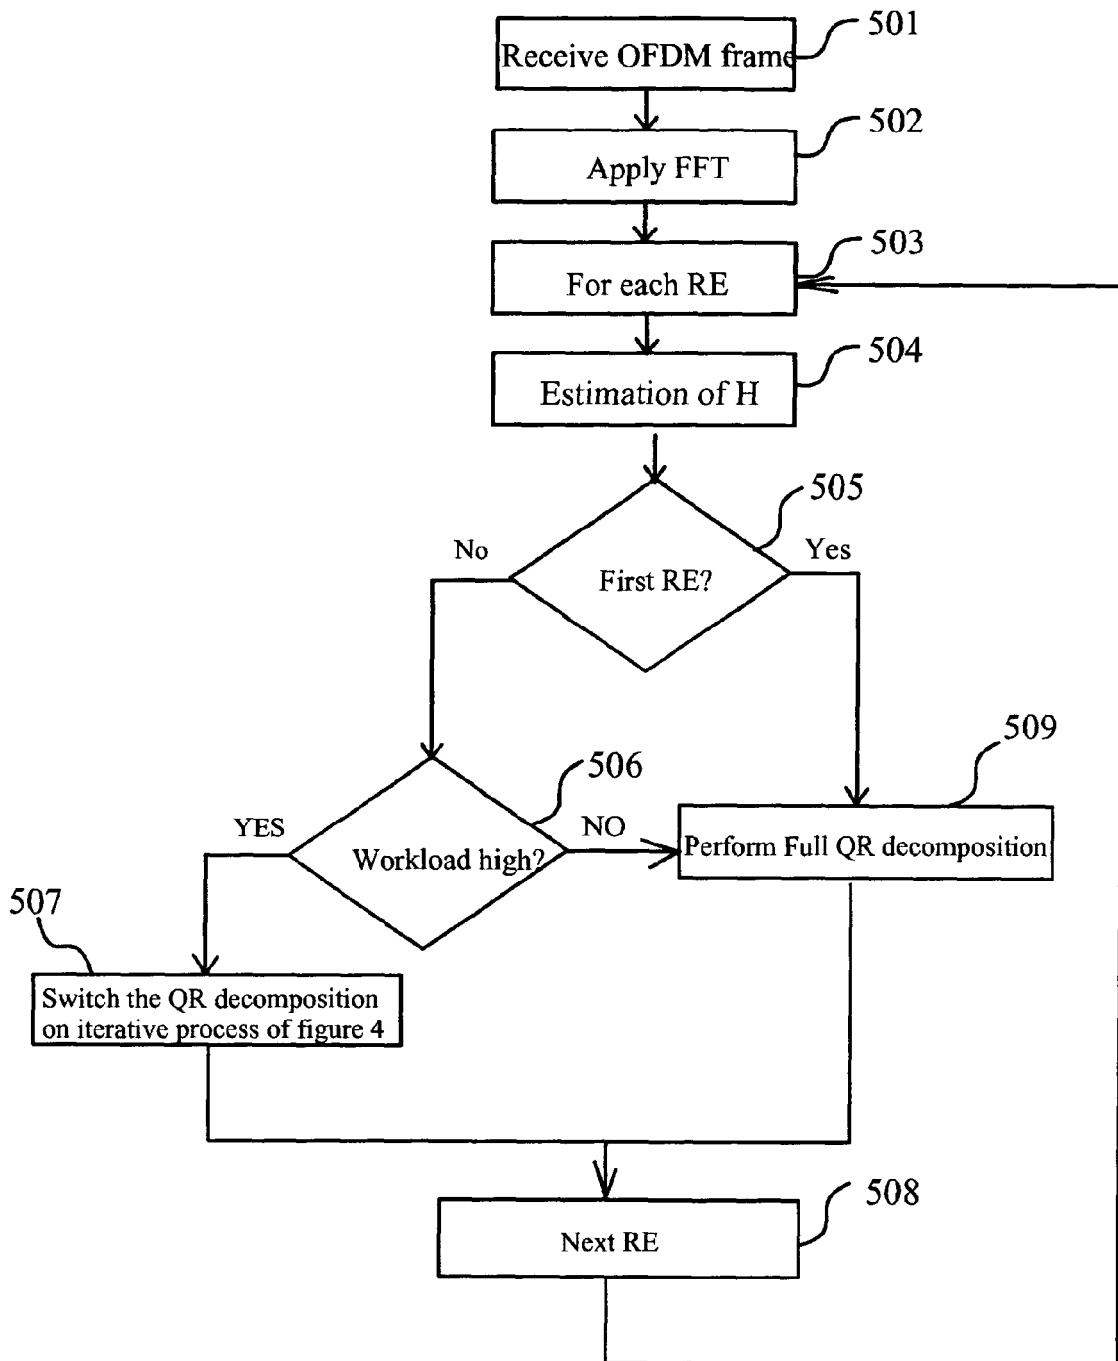 501
Receive OFDM frame
502
Apply FFT
503
For each RE
504
Estimation of H
505
No
Yes
First RE?
509
506
YES
NO
Workload high?
Perform Full QR decomposition
507
Switch the QR decomposition
on iterative process of figure 4
508
Next RE